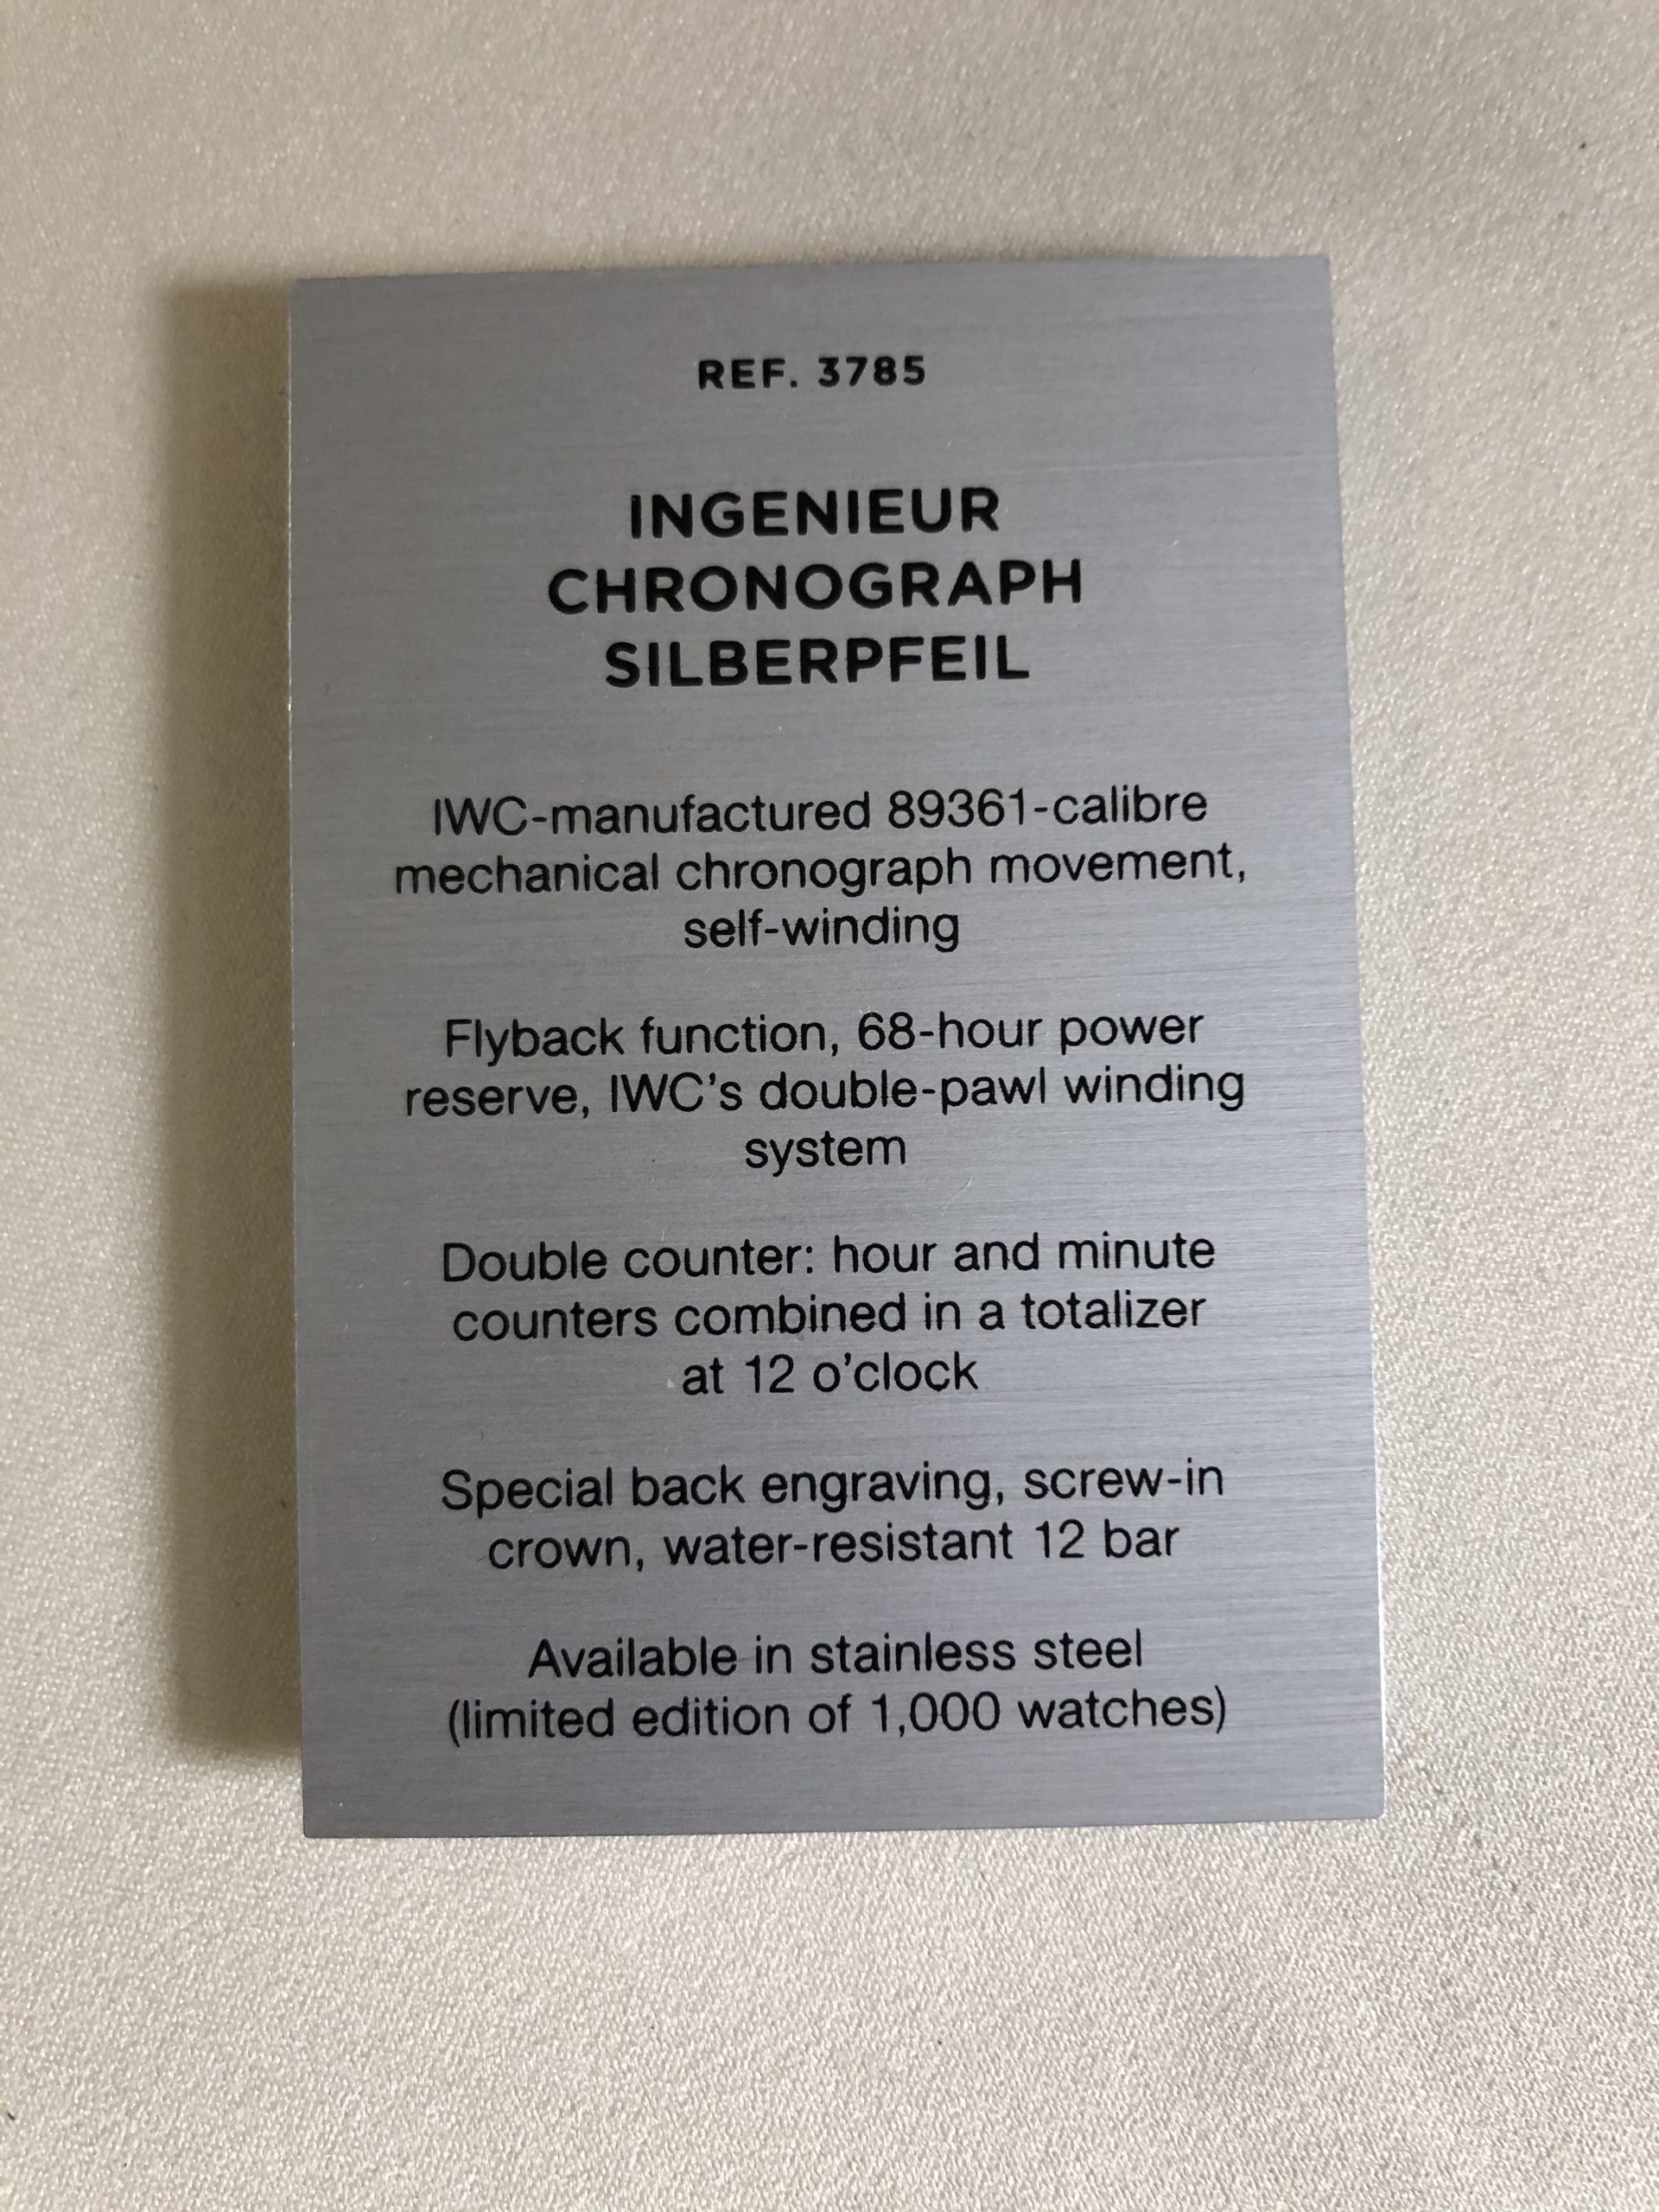 REF. 3785
INGENIEUR
CHRONOGRAPH
SILBERPFEIL
IWC-manufactured 89361-calibre
mechanical chronograph movement,
self-winding
Flyback function, 68-hour power
reserve, IWC's double-pawl winding
system
Double counter: hour and minute
counters combined in a totalizer
at 12 o'clock
Special back engraving, screw-in
crown, water-resistant 12 bar
Available in stainless steel
(limited edition of 1,000 watches)